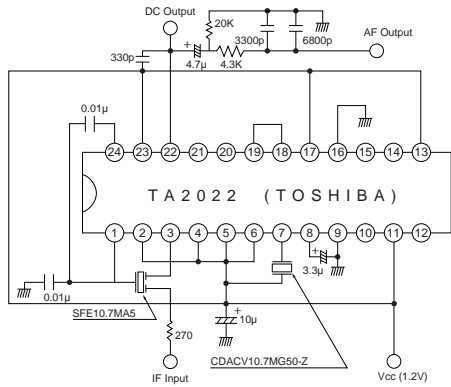 DC Output
20K
3300p
6800p
AF Output
330p
+
4.7μ
4.3K
0.01μ
24 23 22 21 20 19 18 17 16 15 14 13
TA2022 (TOSHIBA)
1 2 3 4 5 6 7 8 9 10 11 12
+
3.3μ
0.01μ
SFE10.7MA5
+
10μ
270
CDACV10.7MG50-Z
IF Input
Vcc (1.2V)